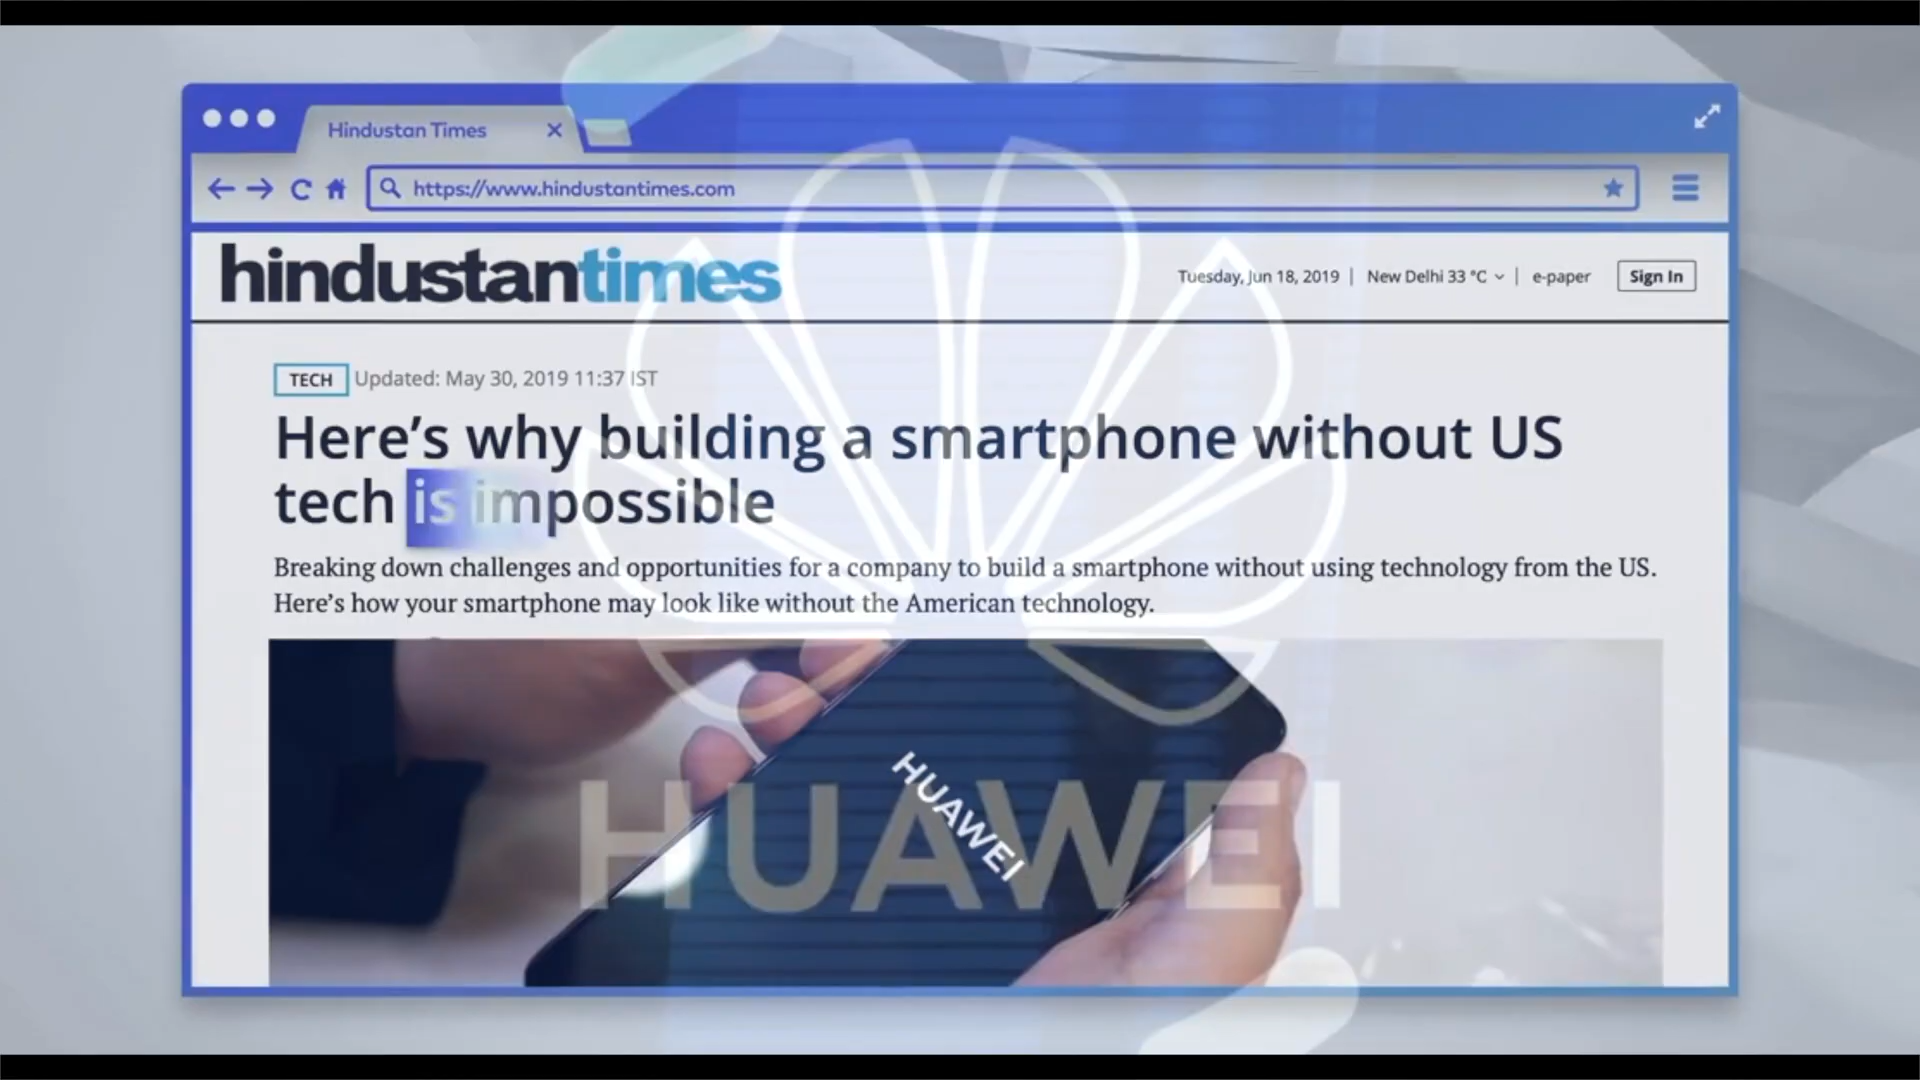 Hindustan Times
https://www.hindustantimes.com
hindustantimes
Tuesday, Jun 18, 2019 | New Delhi 33 °C | e-paper Sign In
TECH Updated: May 30, 2019 11:37 IST
Here's why building a smartphone without US
tech is impossible
Breaking down challenges and opportunities for a company to build a smartphone without using technology from the US.
Here's how your smartphone may look like without the American technology.
HUAWEI
HUAWEI